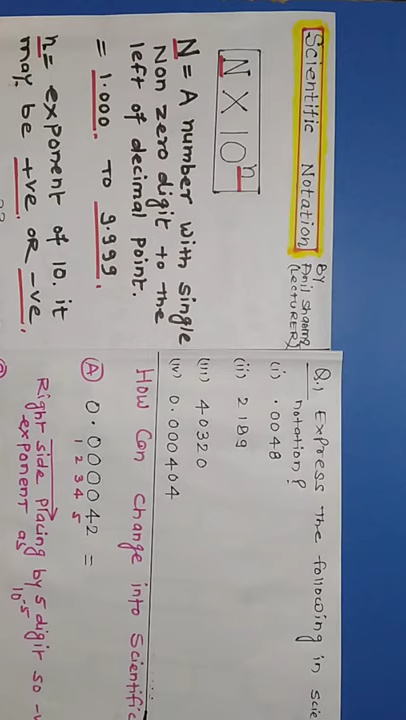 Scientific Notation
BY
Anil Sharma
(LECTURER)
N X 10^n
N = A number with single
Non zero digit to the
left of decimal point.
= 1.000 TO 9.999
n = exponent of 10. it
may be +ve OR -ve
Q.1 Express the following in scie
notation?
(i) .0048
(ii) 2189
(iii) 40320
(iv) 0.000404
How Can change into Scientific
(A) 0.000042 =
1 2 3 4 5
Right side placing by 5 digit so -v
exponent as 10^-5